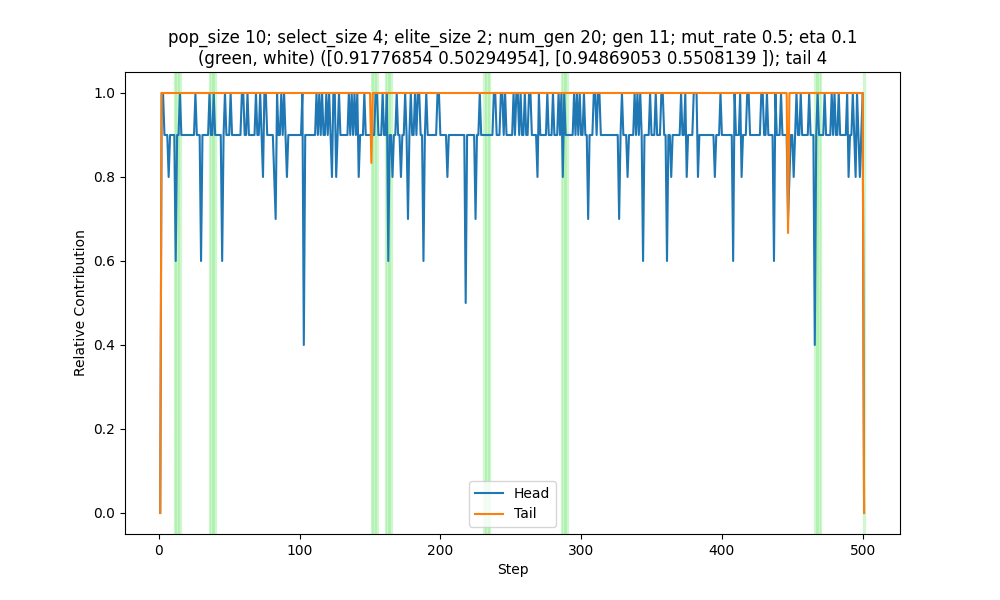 pop_size 10; select_size 4; elite_size 2; num_gen 20; gen 11; mut_rate 0.5; eta 0.1
(green, white) ([0.91776854 0.50294954], [0.94869053 0.5508139 ]); tail 4
1.0
0.8
0.6
0.4
0.2
0.0
Relative Contribution
Head
Tail
0 100 200 300 400 500
Step